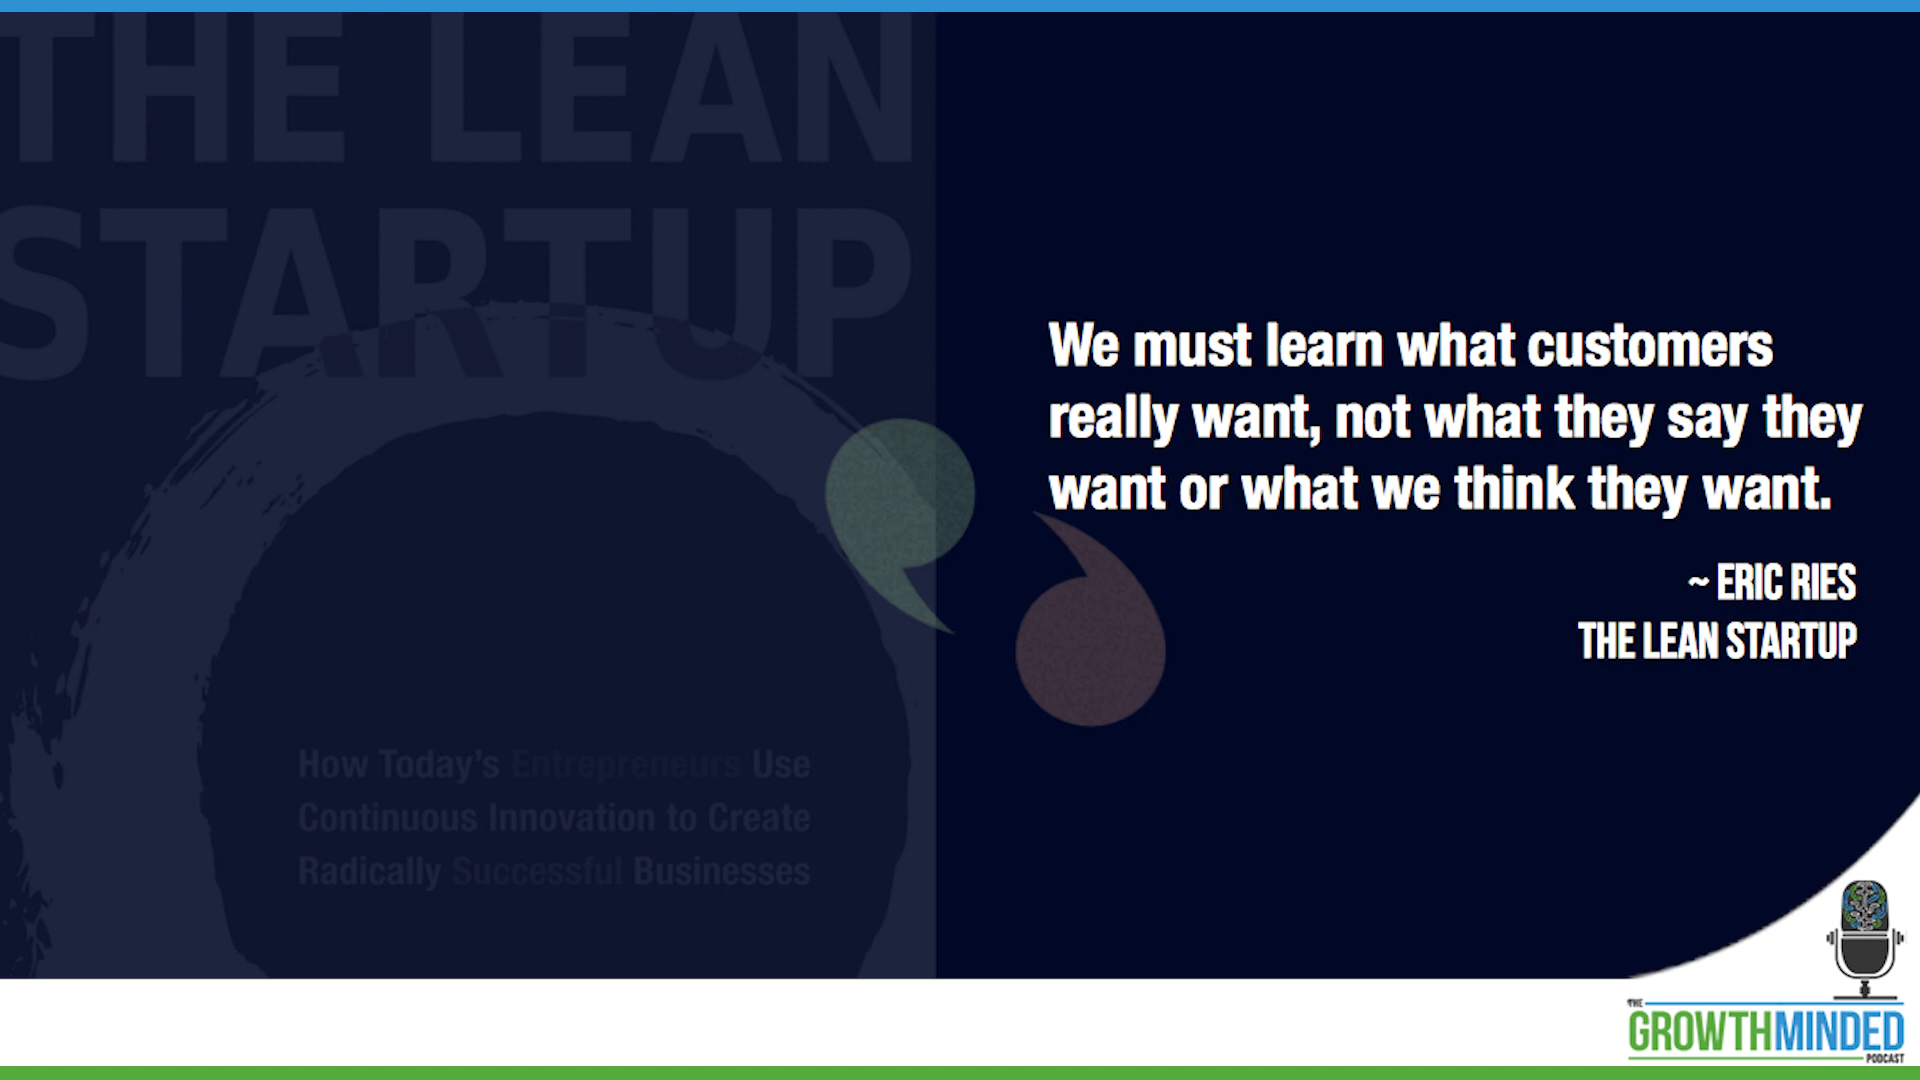 THE LEAN
STARTUP
How Today's Entrepreneurs Use
Continuous Innovation to Create
Radically Successful Businesses
We must learn what customers
really want, not what they say they
want or what we think they want.
~ ERIC RIES
THE LEAN STARTUP
THE
GROWTHMINDED
PODCAST